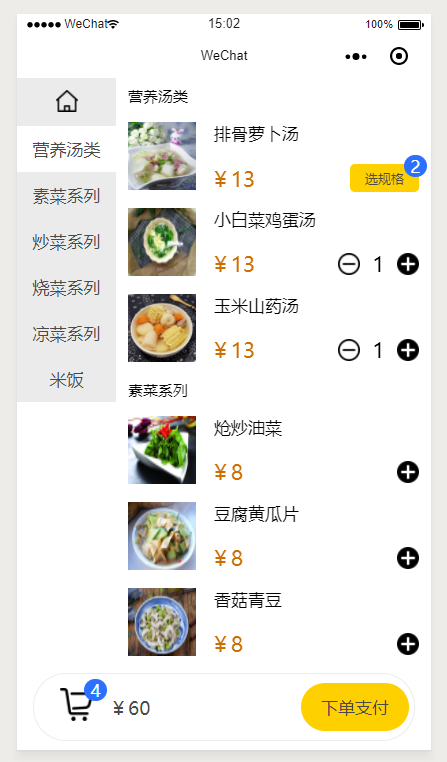 WeChat 15:02 100%
WeChat
营养汤类
素菜系列
炒菜系列
烧菜系列
凉菜系列
米饭
营养汤类
排骨萝卜汤
¥13 选规格 2
小白菜鸡蛋汤
¥13 1
玉米山药汤
¥13 1
素菜系列
炝炒油菜
¥8
豆腐黄瓜片
¥8
香菇青豆
¥8
4 ¥60 下单支付